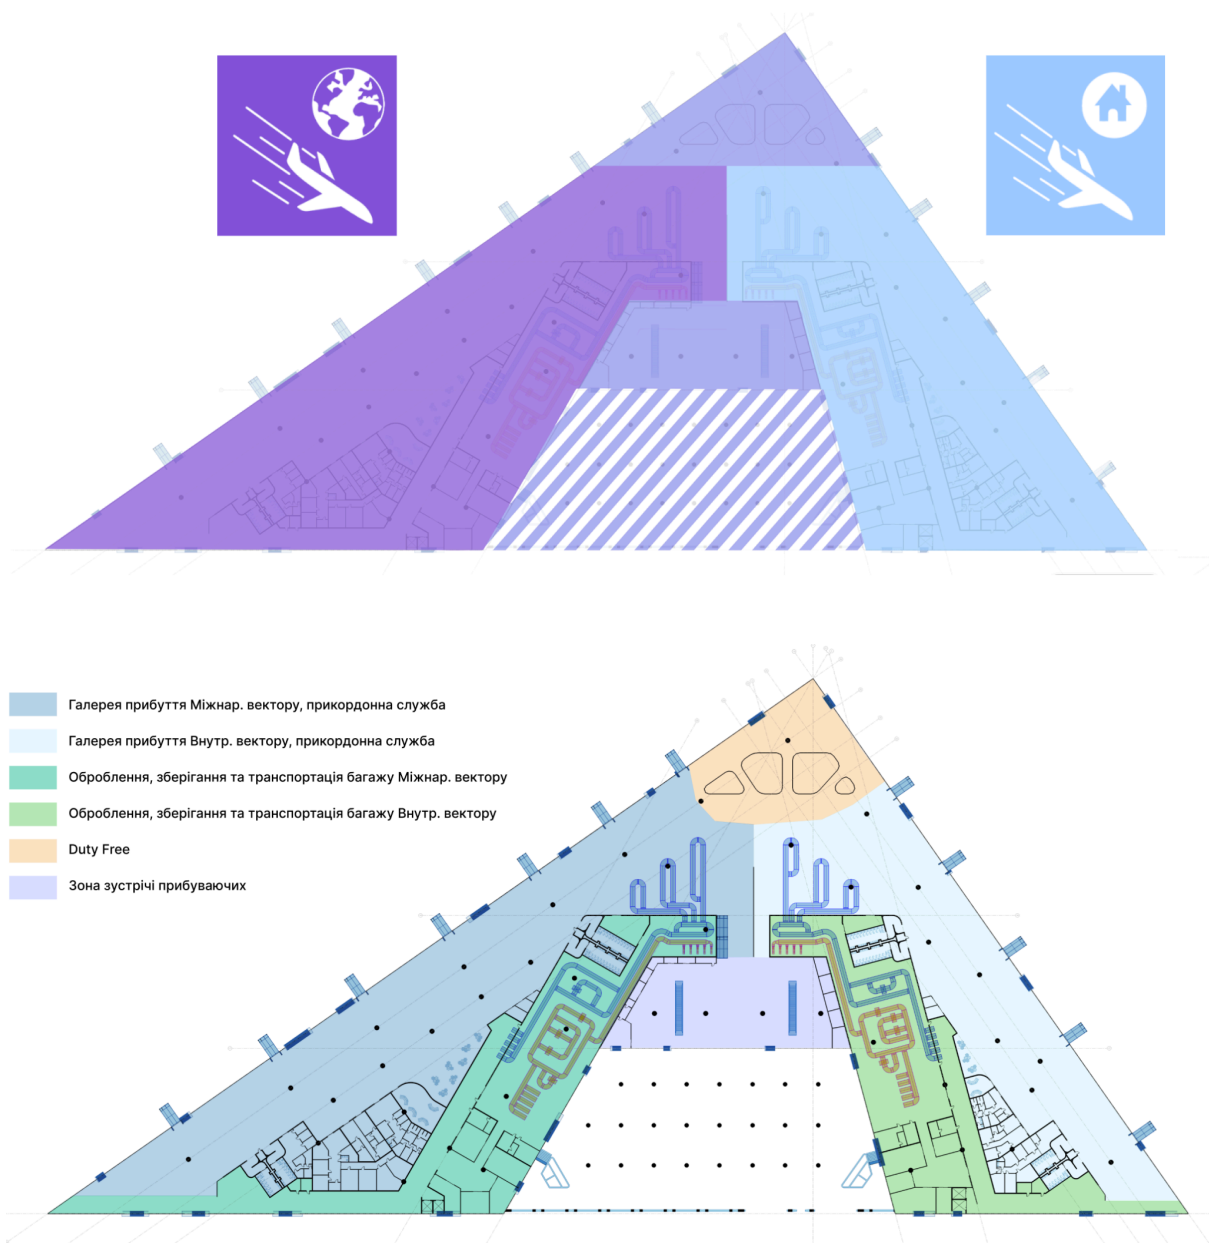 Галерея прибуття Міжнар. вектору, прикордонна служба
Галерея прибуття Внутр. вектору, прикордонна служба
Оброблення, зберігання та транспортація багажу Міжнар. вектору
Оброблення, зберігання та транспортація багажу Внутр. вектору
Duty Free
Зона зустрічі прибуваючих